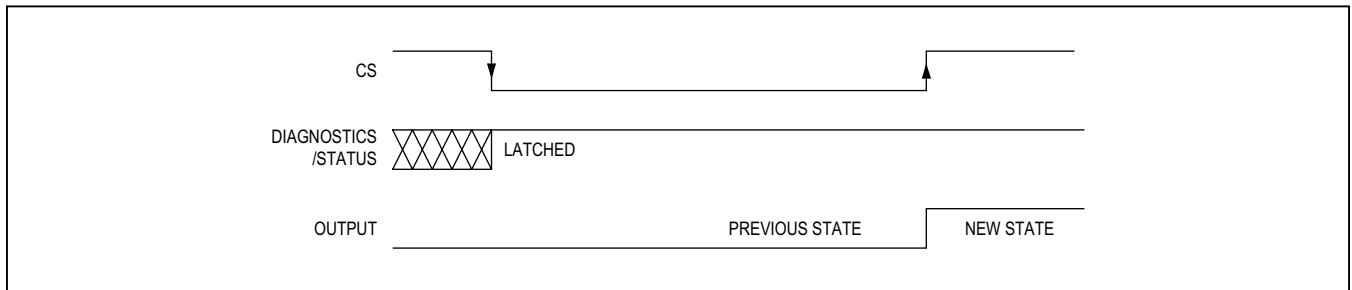 CS
DIAGNOSTICS
/STATUS
LATCHED
OUTPUT
PREVIOUS STATE
NEW STATE